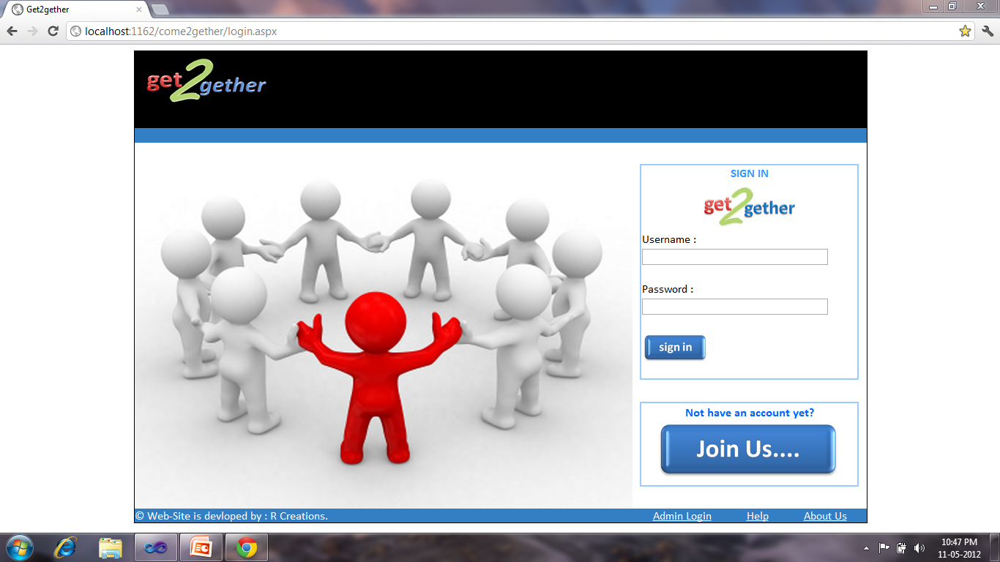 Get2gether
localhost:1162/come2gether/login.aspx
get2gether
SIGN IN
get2gether
Username :
Password :
sign in
Not have an account yet?
Join Us....
© Web-Site is devloped by : R Creations.
Admin Login Help About Us
10:47 PM
11-05-2012